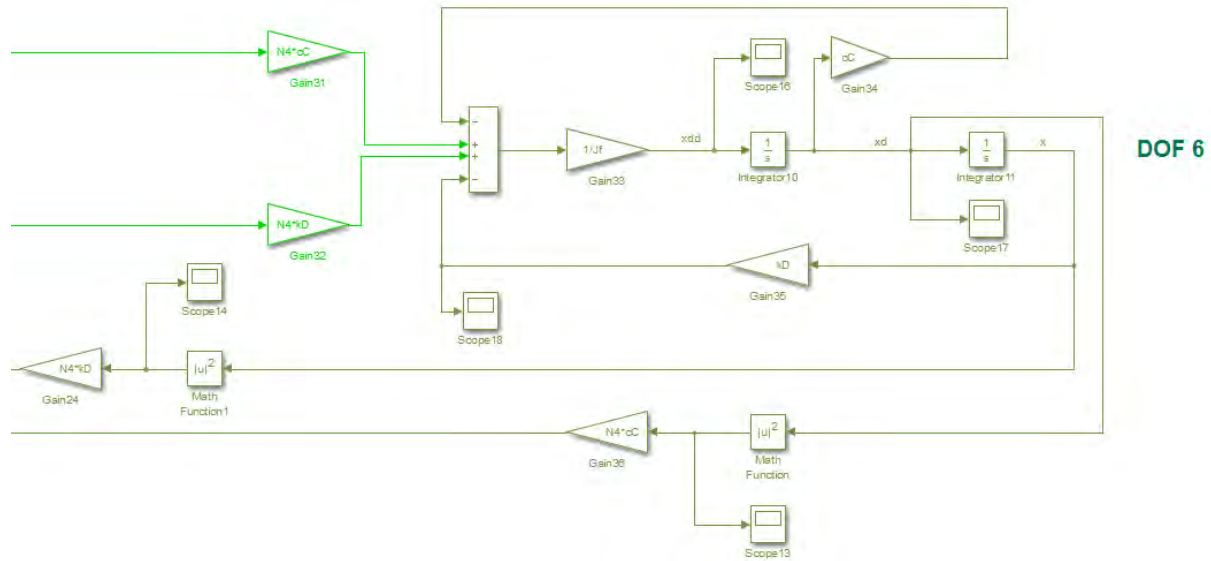 N4*cC
Gain31
Scope16
cC
Gain34
−
+
+
−
1/Jf
Gain33
xdd
1
s
Integrator10
xd
1
s
Integrator11
x
DOF 6
N4*kD
Gain32
Scope17
kD
Gain35
Scope14
Scope18
N4*kD
Gain24
|u|²
Math
Function1
N4*cC
Gain36
|u|²
Math
Function
Scope13